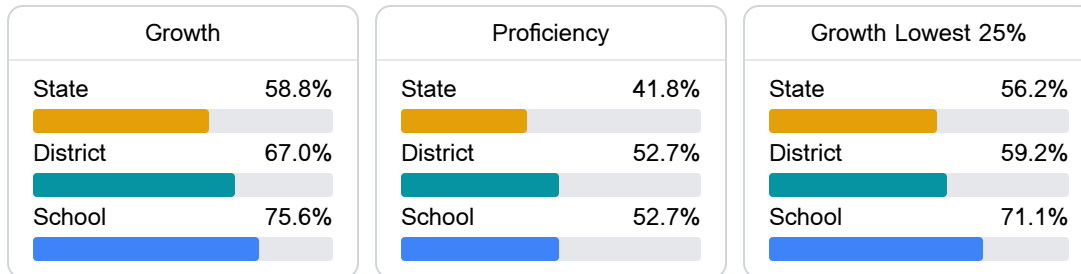 Growth
State 58.8%
District 67.0%
School 75.6%
Proficiency
State 41.8%
District 52.7%
School 52.7%
Growth Lowest 25%
State 56.2%
District 59.2%
School 71.1%